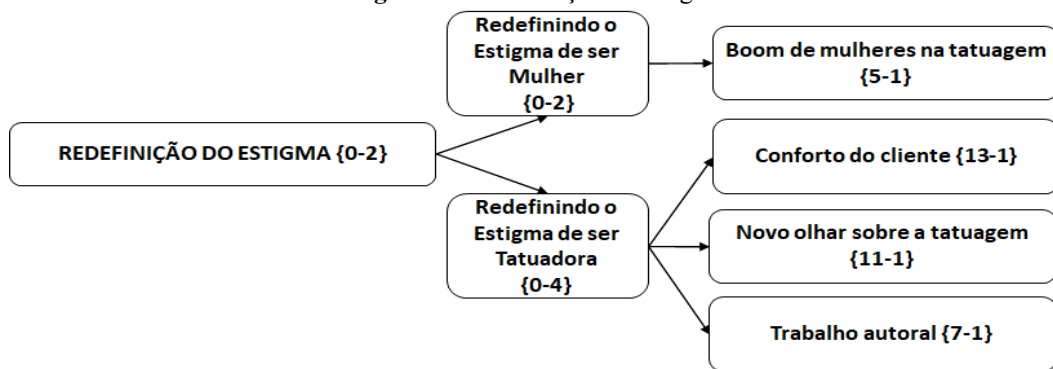 Redefinindo o
Estigma de ser
Mulher
{0-2}
Boom de mulheres na tatuagem
{5-1}
REDEFINIÇÃO DO ESTIGMA {0-2}
Conforto do cliente {13-1}
Redefinindo o
Estigma de ser
Tatuadora
{0-4}
Novo olhar sobre a tatuagem
{11-1}
Trabalho autoral {7-1}